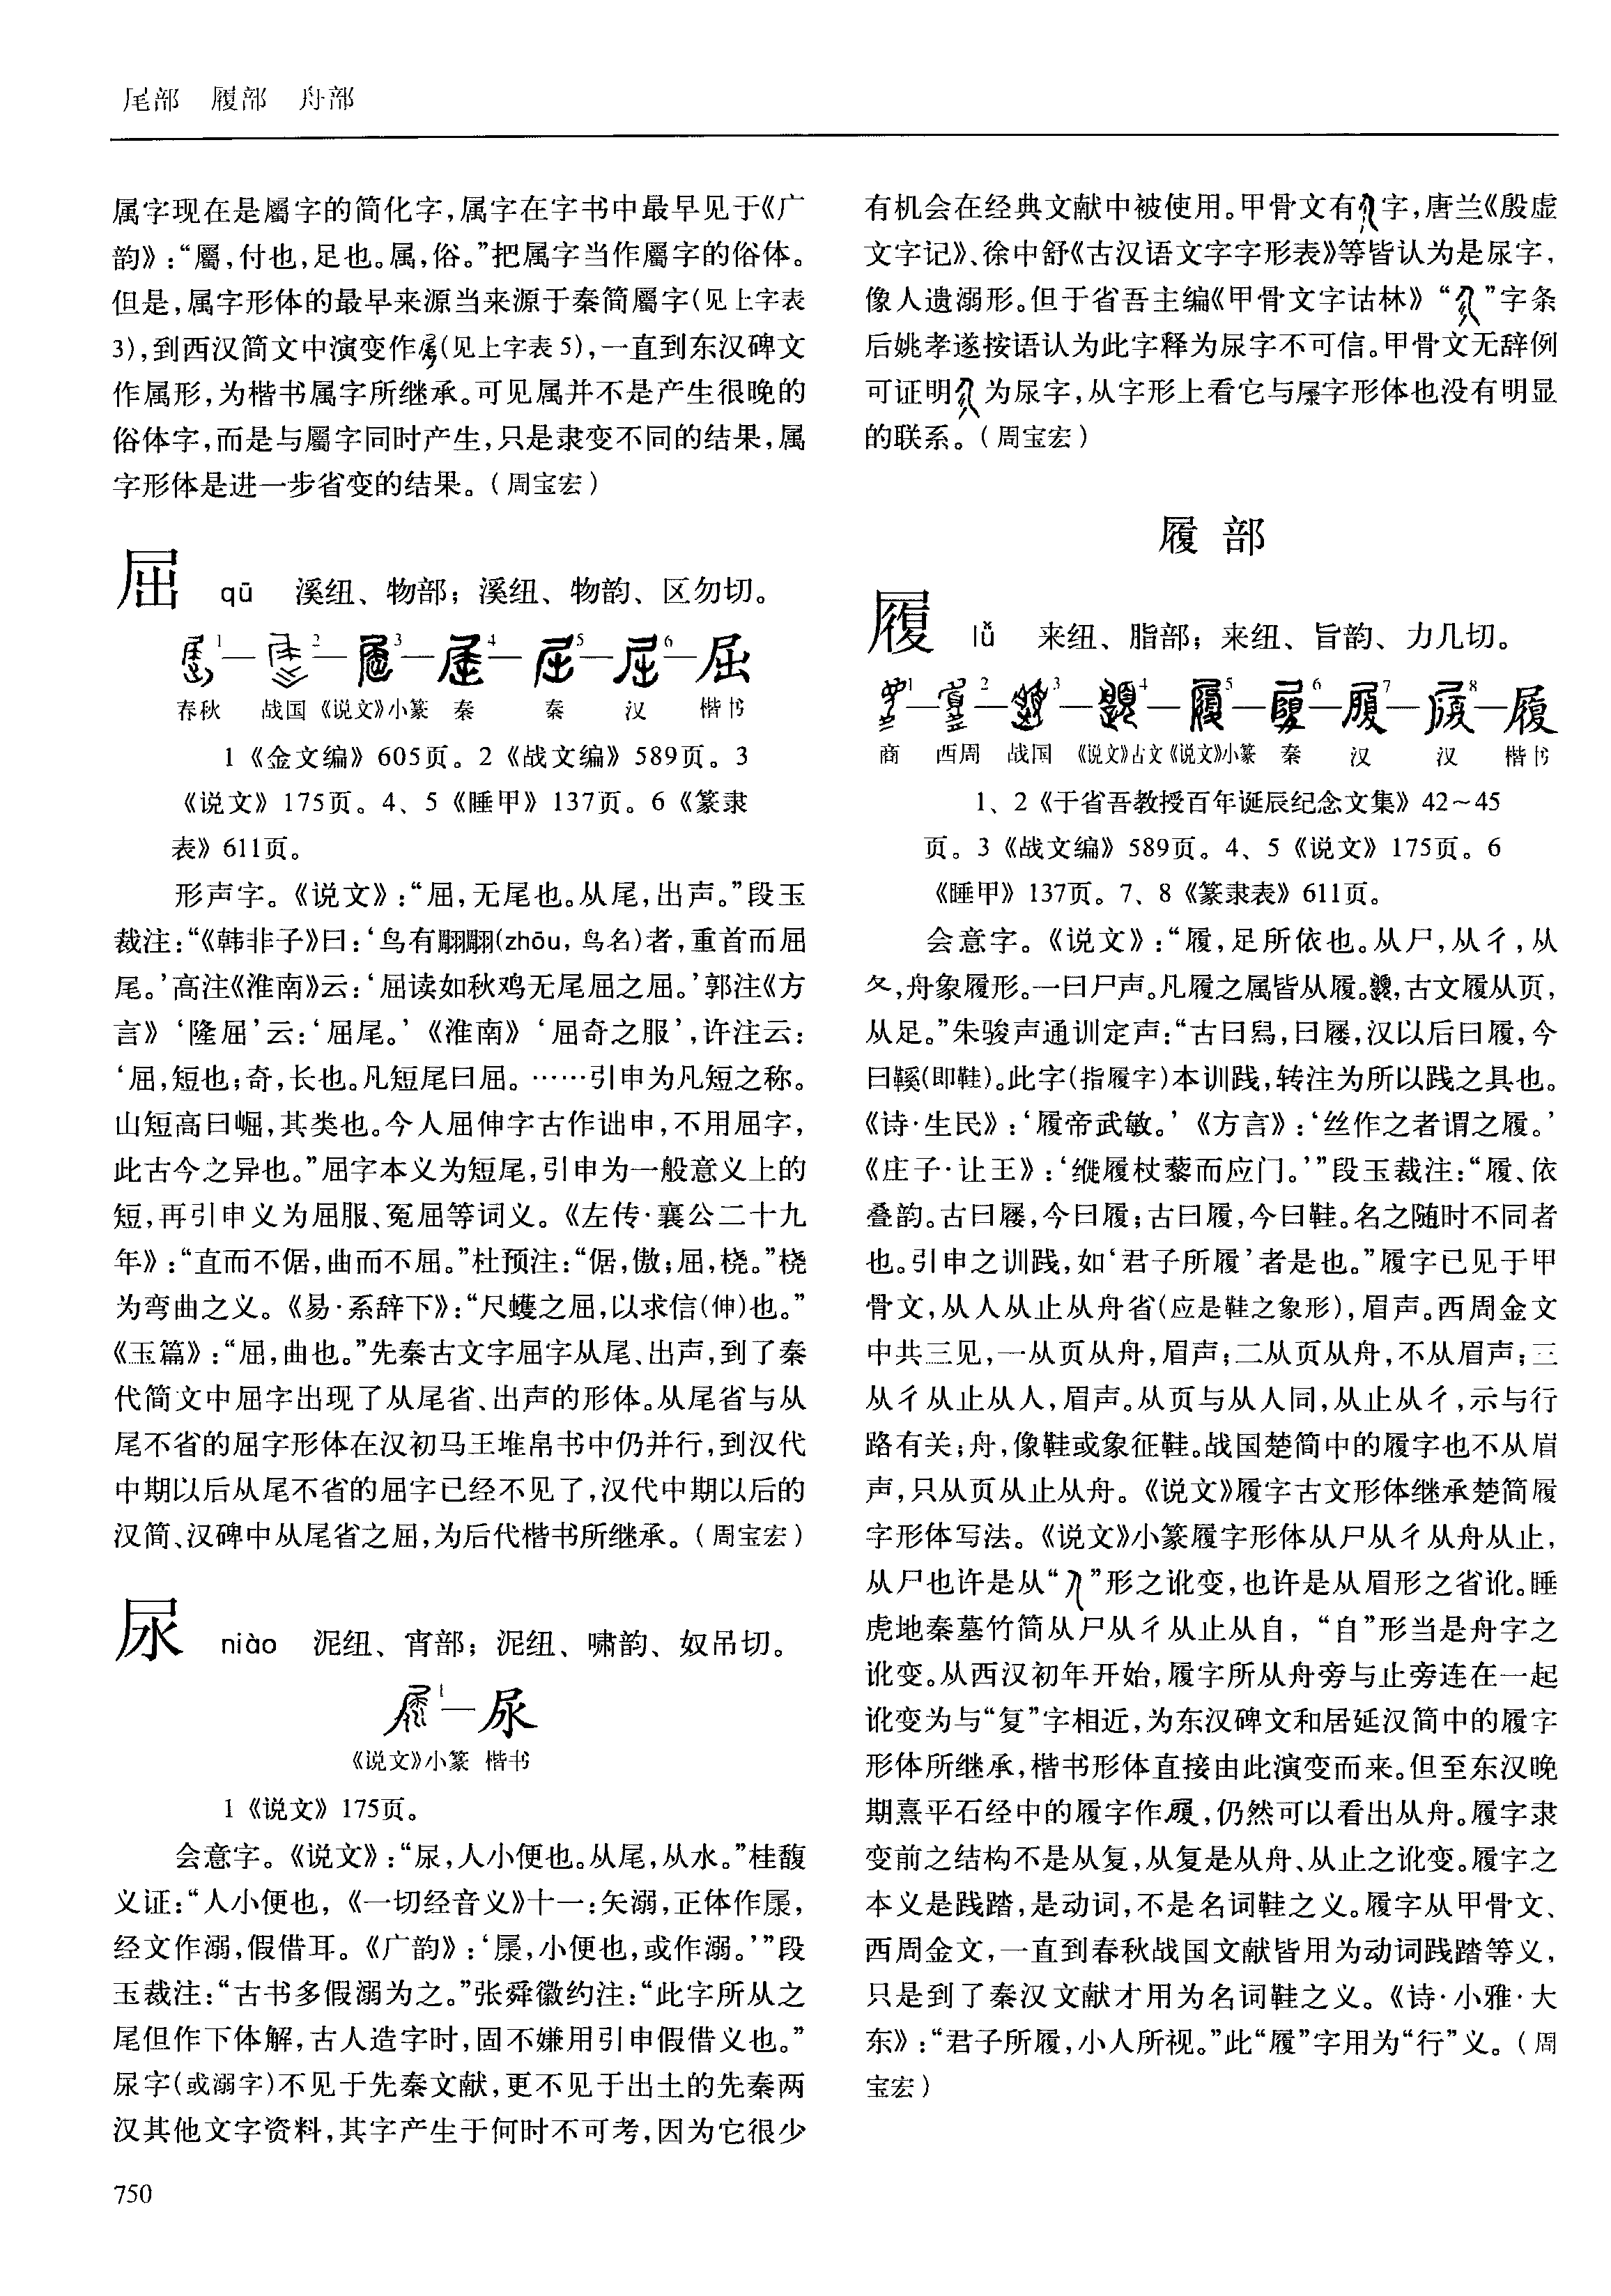 尾部　履部　舟部
属字现在是屬字的简化字，属字在字书中最早见于《广
韵》：“屬，付也，足也。属，俗。”把属字当作屬字的俗体。
但是，属字形体的最早来源当来源于秦简屬字（见上字表
3），到西汉简文中演变作（见上字表5），一直到东汉碑文
作属形，为楷书属字所继承。可见属并不是产生很晚的
俗体字，而是与屬字同时产生，只是隶变不同的结果，属
字形体是进一步省变的结果。（周宝宏）
屈　qū　溪纽、物部；溪纽、物韵、区勿切。
1—2—3—4—5—6—屈
春秋　战国　《说文》小篆　秦　秦　汉　楷书
1《金文编》605页。2《战文编》589页。3
《说文》175页。4、5《睡甲》137页。6《篆隶
表》611页。
形声字。《说文》：“屈，无尾也。从尾，出声。”段玉
裁注：“《韩非子》曰：‘鸟有翢翢（zhōu，鸟名）者，重首而屈
尾。’高注《淮南》云：‘屈读如秋鸡无尾屈之屈。’郭注《方
言》‘隆屈’云：‘屈尾。’《淮南》‘屈奇之服’，许注云：
‘屈，短也；奇，长也。凡短尾曰屈。……引申为凡短之称。
山短高曰崛，其类也。今人屈伸字古作诎申，不用屈字，
此古今之异也。”屈字本义为短尾，引申为一般意义上的
短，再引申义为屈服、冤屈等词义。《左传·襄公二十九
年》：“直而不倨，曲而不屈。”杜预注：“倨，傲；屈，桡。”桡
为弯曲之义。《易·系辞下》：“尺蠖之屈，以求信（伸）也。”
《玉篇》：“屈，曲也。”先秦古文字屈字从尾、出声，到了秦
代简文中屈字出现了从尾省、出声的形体。从尾省与从
尾不省的屈字形体在汉初马王堆帛书中仍并行，到汉代
中期以后从尾不省的屈字已经不见了，汉代中期以后的
汉简、汉碑中从尾省之屈，为后代楷书所继承。（周宝宏）
尿　niào　泥纽、宵部；泥纽、啸韵、奴吊切。
1—尿
《说文》小篆　楷书
1《说文》175页。
会意字。《说文》：“尿，人小便也。从尾，从水。”桂馥
义证：“人小便也，《一切经音义》十一：矢溺，正体作㞙，
经文作溺，假借耳。《广韵》：‘㞙，小便也，或作溺。’”段
玉裁注：“古书多假溺为之。”张舜徽约注：“此字所从之
尾但作下体解，古人造字时，固不嫌用引申假借义也。”
尿字（或溺字）不见于先秦文献，更不见于出土的先秦两
汉其他文字资料，其字产生于何时不可考，因为它很少
750
有机会在经典文献中被使用。甲骨文有字，唐兰《殷虚
文字记》、徐中舒《古汉语文字字形表》等皆认为是尿字，
像人遗溺形。但于省吾主编《甲骨文字诂林》“”字条
后姚孝遂按语认为此字释为尿字不可信。甲骨文无辞例
可证明为尿字，从字形上看它与㞙字形体也没有明显
的联系。（周宝宏）
履部
履　lǚ　来纽、脂部；来纽、旨韵、力几切。
1—2—3—4—5—6—7—8—履
商　西周　战国　《说文》古文《说文》小篆　秦　汉　汉　楷书
1、2《于省吾教授百年诞辰纪念文集》42～45
页。3《战文编》589页。4、5《说文》175页。6
《睡甲》137页。7、8《篆隶表》611页。
会意字。《说文》：“履，足所依也。从尸，从彳，从
夊，舟象履形。一曰尸声。凡履之属皆从履。，古文履从页，
从足。”朱骏声通训定声：“古曰舄，曰屦，汉以后曰履，今
曰鞵（即鞋）。此字（指履字）本训践，转注为所以践之具也。
《诗·生民》：‘履帝武敏。’《方言》：‘丝作之者谓之履。’
《庄子·让王》：‘縰履杖藜而应门。’”段玉裁注：“履、依
叠韵。古曰屦，今曰履；古曰履，今曰鞋。名之随时不同者
也。引申之训践，如‘君子所履’者是也。”履字已见于甲
骨文，从人从止从舟省（应是鞋之象形），眉声。西周金文
中共三见，一从页从舟，眉声；二从页从舟，不从眉声；三
从彳从止从人，眉声。从页与从人同，从止从彳，示与行
路有关；舟，像鞋或象征鞋。战国楚简中的履字也不从眉
声，只从页从止从舟。《说文》履字古文形体继承楚简履
字形体写法。《说文》小篆履字形体从尸从彳从舟从止，
从尸也许是从“”形之讹变，也许是从眉形之省讹。睡
虎地秦墓竹简从尸从彳从止从自，“自”形当是舟字之
讹变。从西汉初年开始，履字所从舟旁与止旁连在一起
讹变为与“复”字相近，为东汉碑文和居延汉简中的履字
形体所继承，楷书形体直接由此演变而来。但至东汉晚
期熹平石经中的履字作，仍然可以看出从舟。履字隶
变前之结构不是从复，从复是从舟、从止之讹变。履字之
本义是践踏，是动词，不是名词鞋之义。履字从甲骨文、
西周金文，一直到春秋战国文献皆用为动词践踏等义，
只是到了秦汉文献才用为名词鞋之义。《诗·小雅·大
东》：“君子所履，小人所视。”此“履”字用为“行”义。（周
宝宏）